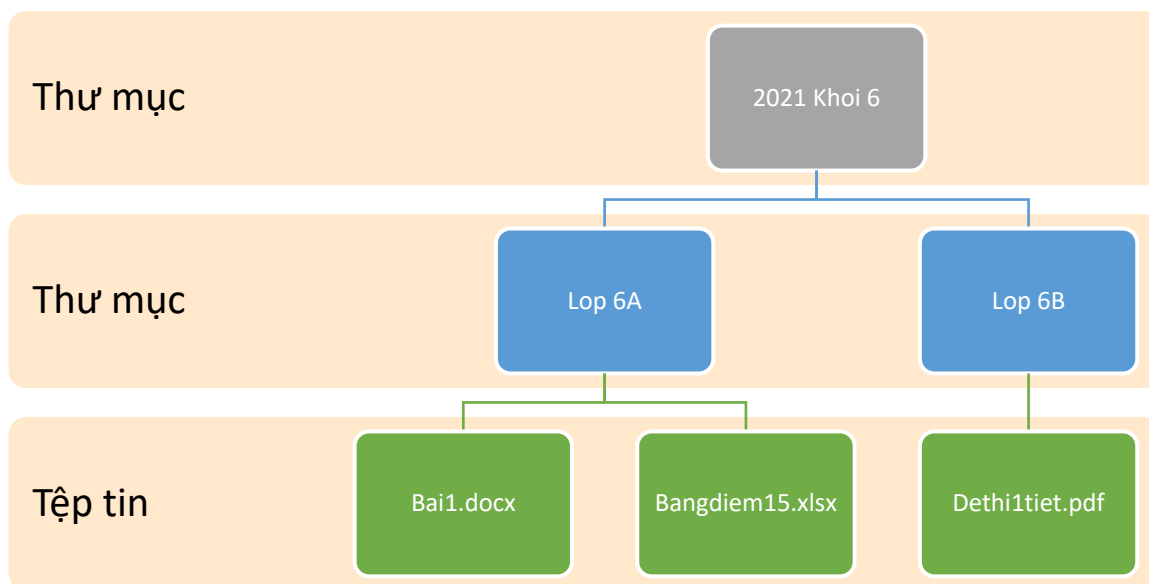 Thư mục
2021 Khoi 6
Thư mục
Lop 6A
Lop 6B
Tệp tin
Bai1.docx
Bangdiem15.xlsx
Dethi1tiet.pdf